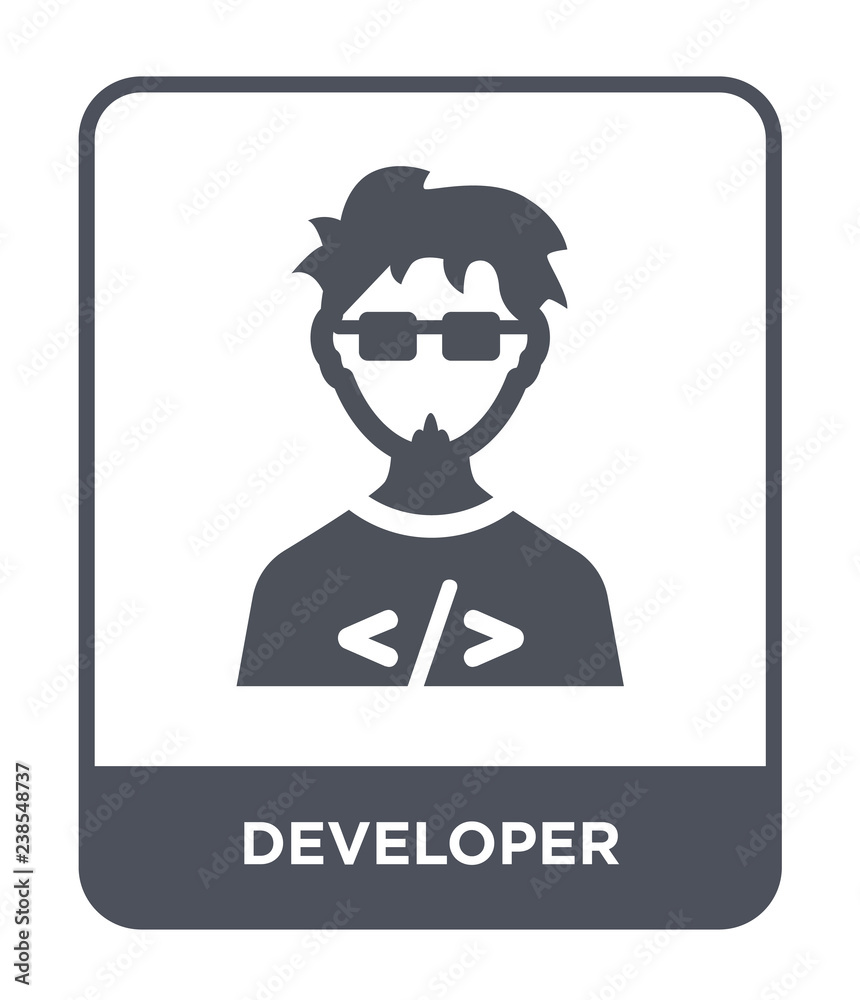 </>
DEVELOPER
Adobe Stock | #238548737